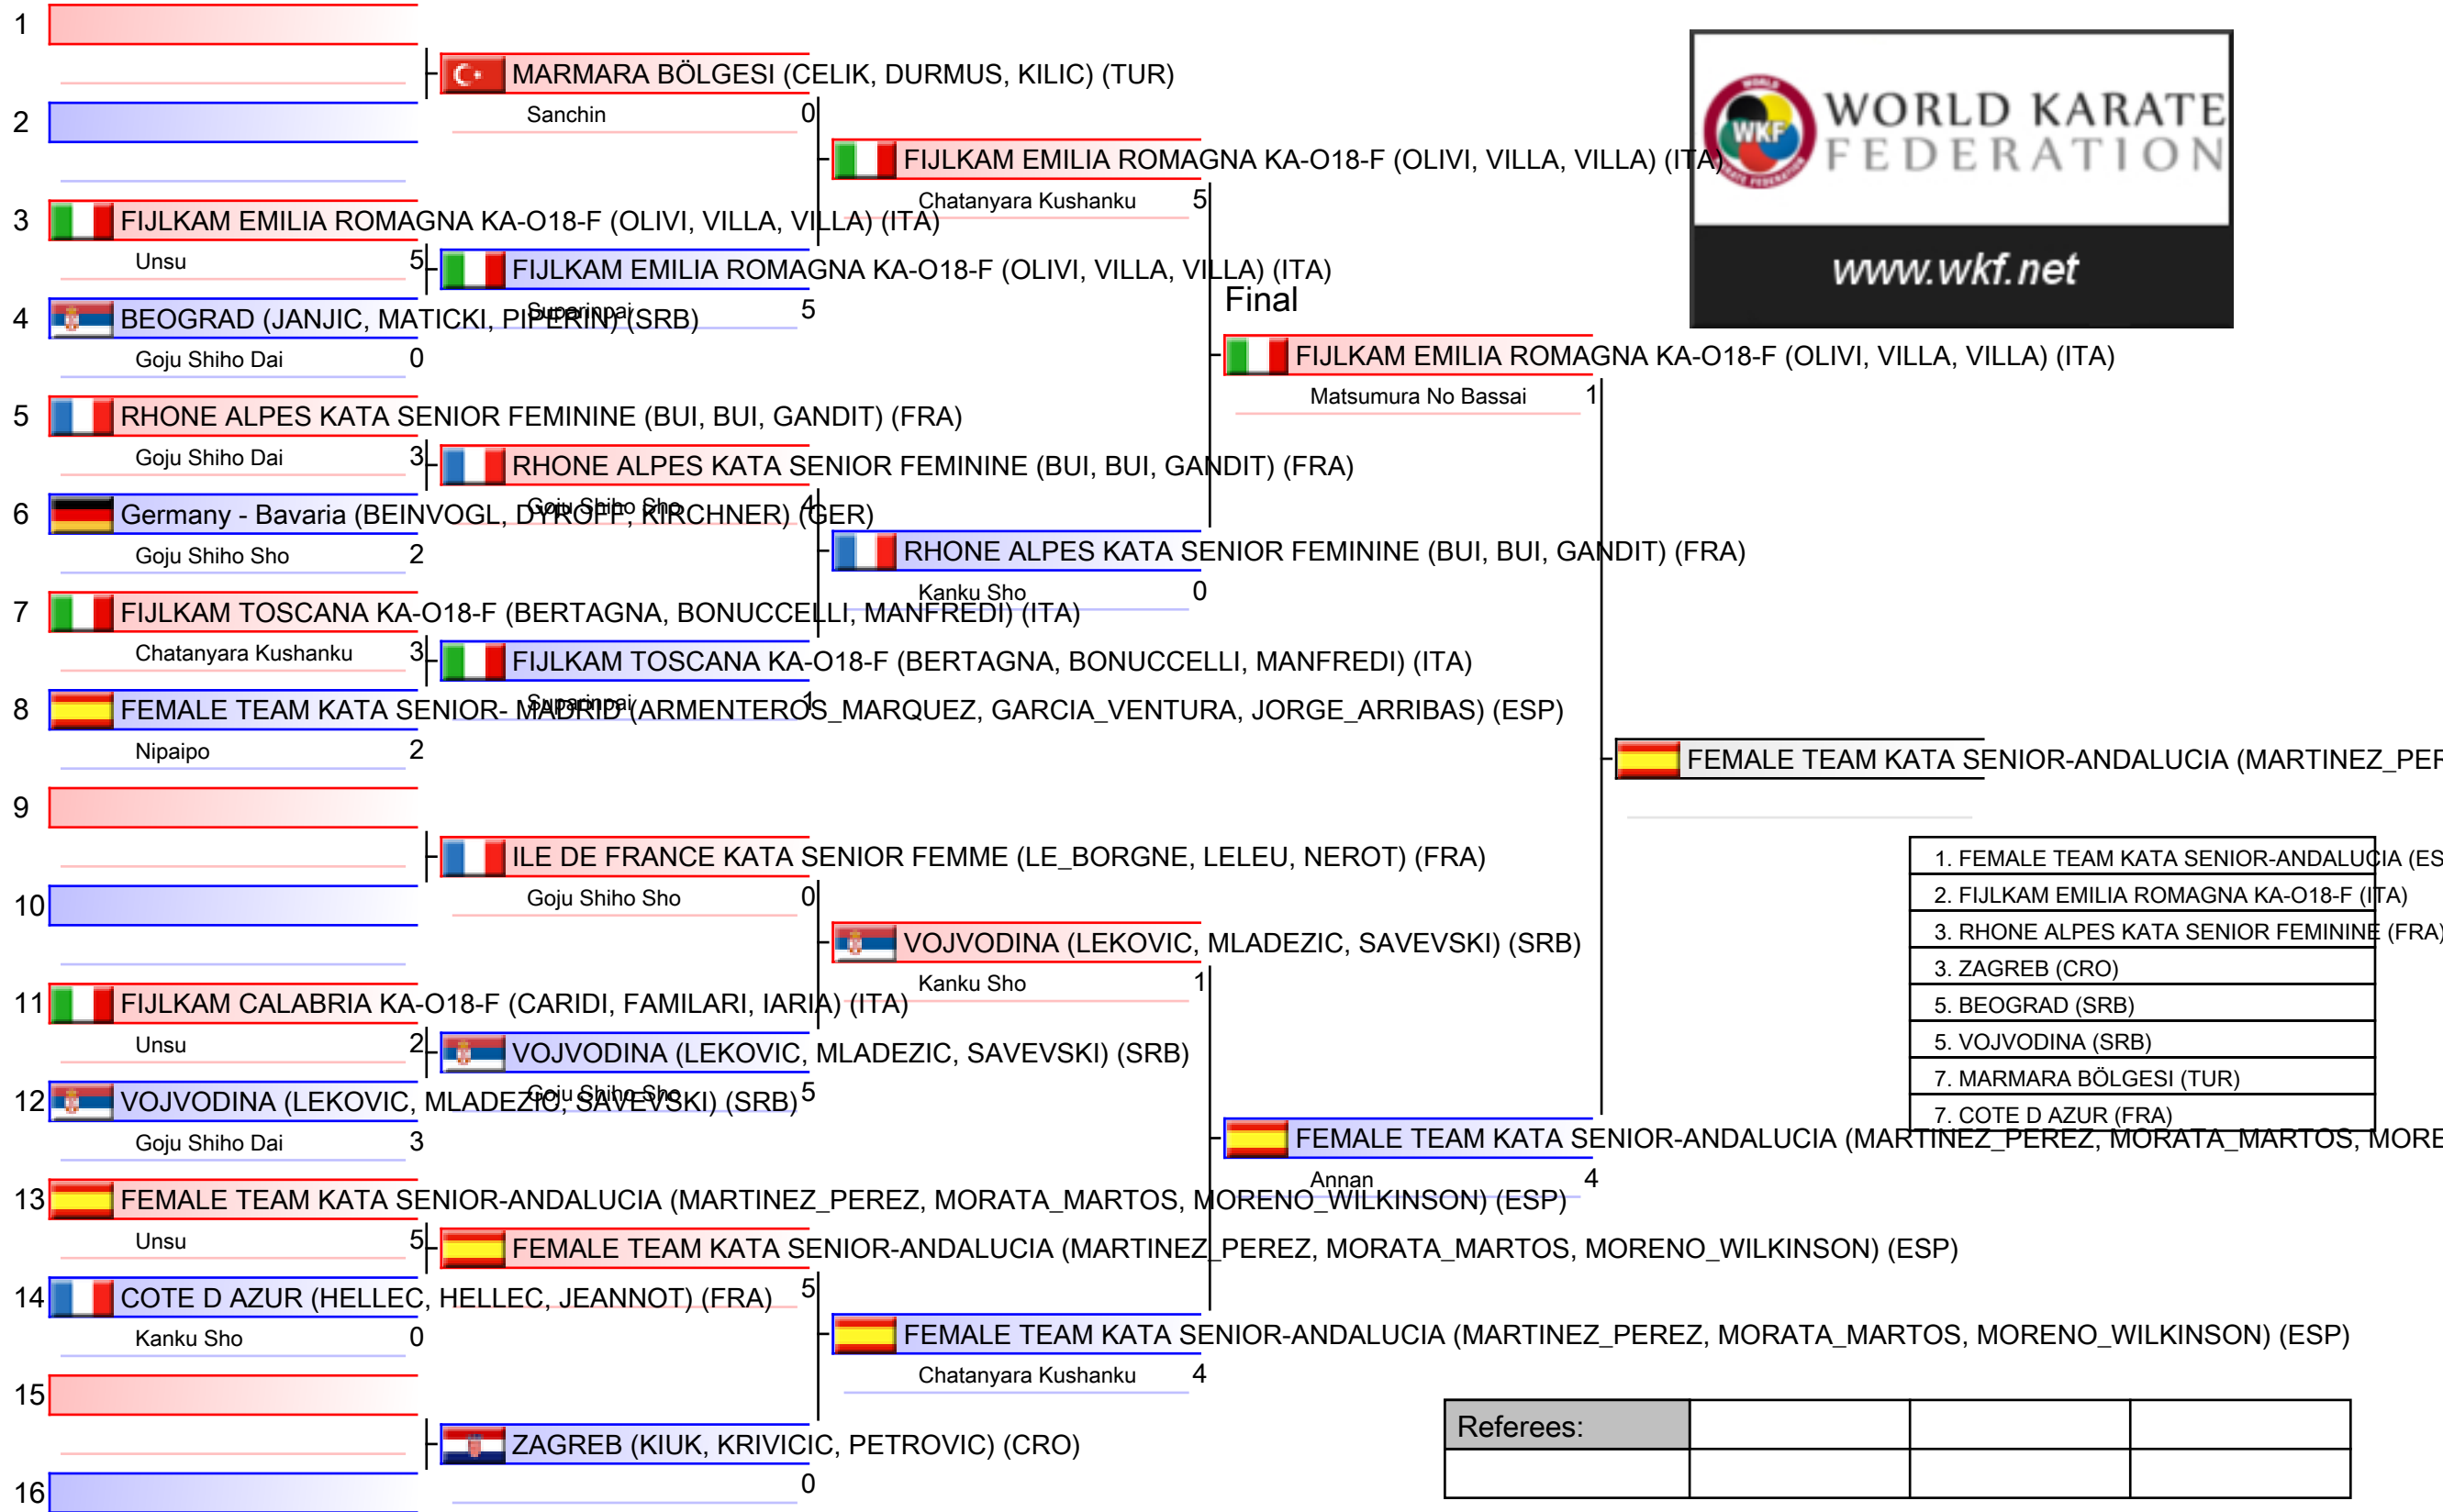 1
MARMARA BÖLGESI (CELIK, DURMUS, KILIC) (TUR)
Sanchin 0
2
FIJLKAM EMILIA ROMAGNA KA-O18-F (OLIVI, VILLA, VILLA) (ITA)
Chatanyara Kushanku 5
WORLD KARATE
FEDERATION
WKF
www.wkf.net
3 FIJLKAM EMILIA ROMAGNA KA-O18-F (OLIVI, VILLA, VILLA) (ITA)
Unsu 5
FIJLKAM EMILIA ROMAGNA KA-O18-F (OLIVI, VILLA, VILLA) (ITA)
Suparinpai 5
Final
4 BEOGRAD (JANJIC, MATICKI, PIPERIN) (SRB)
Goju Shiho Dai 0
FIJLKAM EMILIA ROMAGNA KA-O18-F (OLIVI, VILLA, VILLA) (ITA)
Matsumura No Bassai 1
5 RHONE ALPES KATA SENIOR FEMININE (BUI, BUI, GANDIT) (FRA)
Goju Shiho Dai 3
RHONE ALPES KATA SENIOR FEMININE (BUI, BUI, GANDIT) (FRA)
Goju Shiho Sho 4
6 Germany - Bavaria (BEINVOGL, DYROFF, KIRCHNER) (GER)
Goju Shiho Sho 2
RHONE ALPES KATA SENIOR FEMININE (BUI, BUI, GANDIT) (FRA)
Kanku Sho 0
7 FIJLKAM TOSCANA KA-O18-F (BERTAGNA, BONUCCELLI, MANFREDI) (ITA)
Chatanyara Kushanku 3
FIJLKAM TOSCANA KA-O18-F (BERTAGNA, BONUCCELLI, MANFREDI) (ITA)
Suparinpai 1
8 FEMALE TEAM KATA SENIOR- MADRID (ARMENTEROS_MARQUEZ, GARCIA_VENTURA, JORGE_ARRIBAS) (ESP)
Nipaipo 2
FEMALE TEAM KATA SENIOR-ANDALUCIA (MARTINEZ_PER
9
ILE DE FRANCE KATA SENIOR FEMME (LE_BORGNE, LELEU, NEROT) (FRA)
Goju Shiho Sho 0
10
VOJVODINA (LEKOVIC, MLADEZIC, SAVEVSKI) (SRB)
Kanku Sho 1
1. FEMALE TEAM KATA SENIOR-ANDALUCIA (ES
2. FIJLKAM EMILIA ROMAGNA KA-O18-F (ITA)
3. RHONE ALPES KATA SENIOR FEMININE (FRA)
3. ZAGREB (CRO)
5. BEOGRAD (SRB)
5. VOJVODINA (SRB)
7. MARMARA BÖLGESI (TUR)
7. COTE D AZUR (FRA)
11 FIJLKAM CALABRIA KA-O18-F (CARIDI, FAMILARI, IARIA) (ITA)
Unsu 2
VOJVODINA (LEKOVIC, MLADEZIC, SAVEVSKI) (SRB)
Goju Shiho Sho 5
12 VOJVODINA (LEKOVIC, MLADEZIC, SAVEVSKI) (SRB)
Goju Shiho Dai 3
FEMALE TEAM KATA SENIOR-ANDALUCIA (MARTINEZ_PEREZ, MORATA_MARTOS, MORE
Annan 4
13 FEMALE TEAM KATA SENIOR-ANDALUCIA (MARTINEZ_PEREZ, MORATA_MARTOS, MORENO_WILKINSON) (ESP)
Unsu 5
FEMALE TEAM KATA SENIOR-ANDALUCIA (MARTINEZ_PEREZ, MORATA_MARTOS, MORENO_WILKINSON) (ESP)
5
14 COTE D AZUR (HELLEC, HELLEC, JEANNOT) (FRA)
Kanku Sho 0
FEMALE TEAM KATA SENIOR-ANDALUCIA (MARTINEZ_PEREZ, MORATA_MARTOS, MORENO_WILKINSON) (ESP)
Chatanyara Kushanku 4
15
ZAGREB (KIUK, KRIVICIC, PETROVIC) (CRO)
0
16
Referees: